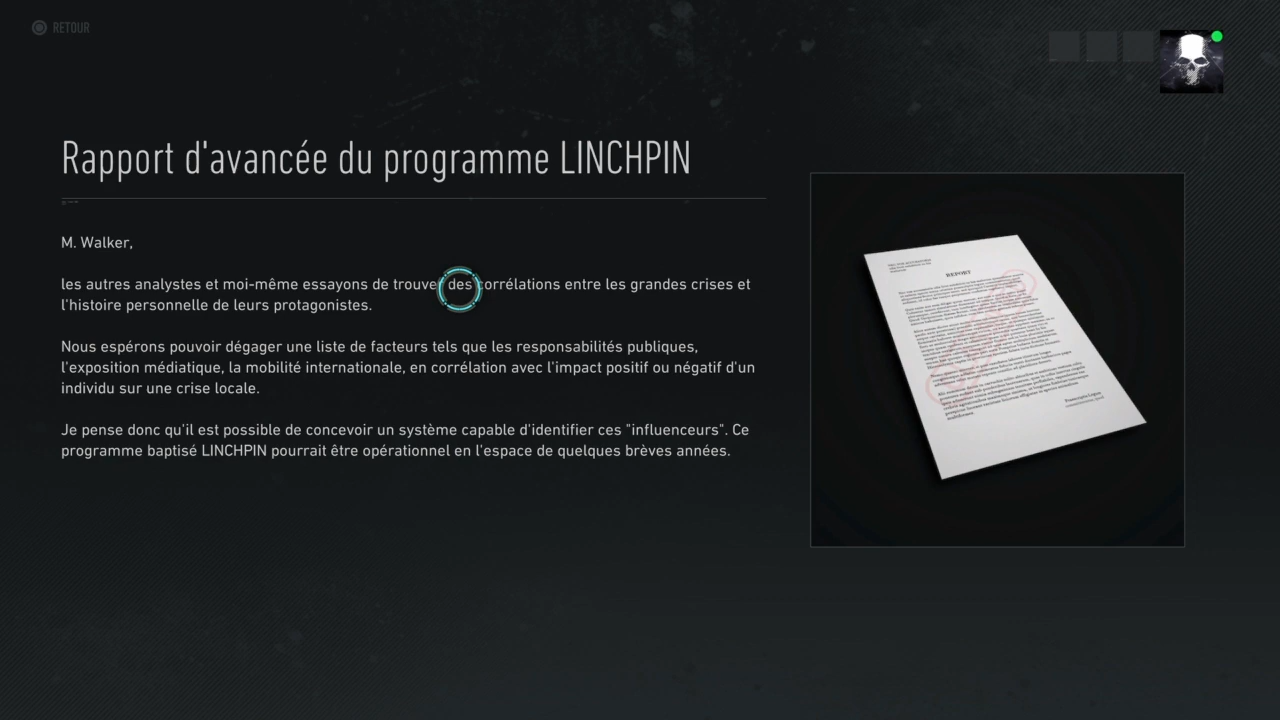 RETOUR
Rapport d'avancée du programme LINCHPIN
M. Walker,
les autres analystes et moi-même essayons de trouver des corrélations entre les grandes crises et
l'histoire personnelle de leurs protagonistes.
Nous espérons pouvoir dégager une liste de facteurs tels que les responsabilités publiques,
l'exposition médiatique, la mobilité internationale, en corrélation avec l'impact positif ou négatif d'un
individu sur une crise locale.
Je pense donc qu'il est possible de concevoir un système capable d'identifier ces "influenceurs". Ce
programme baptisé LINCHPIN pourrait être opérationnel en l'espace de quelques brèves années.
REPORT